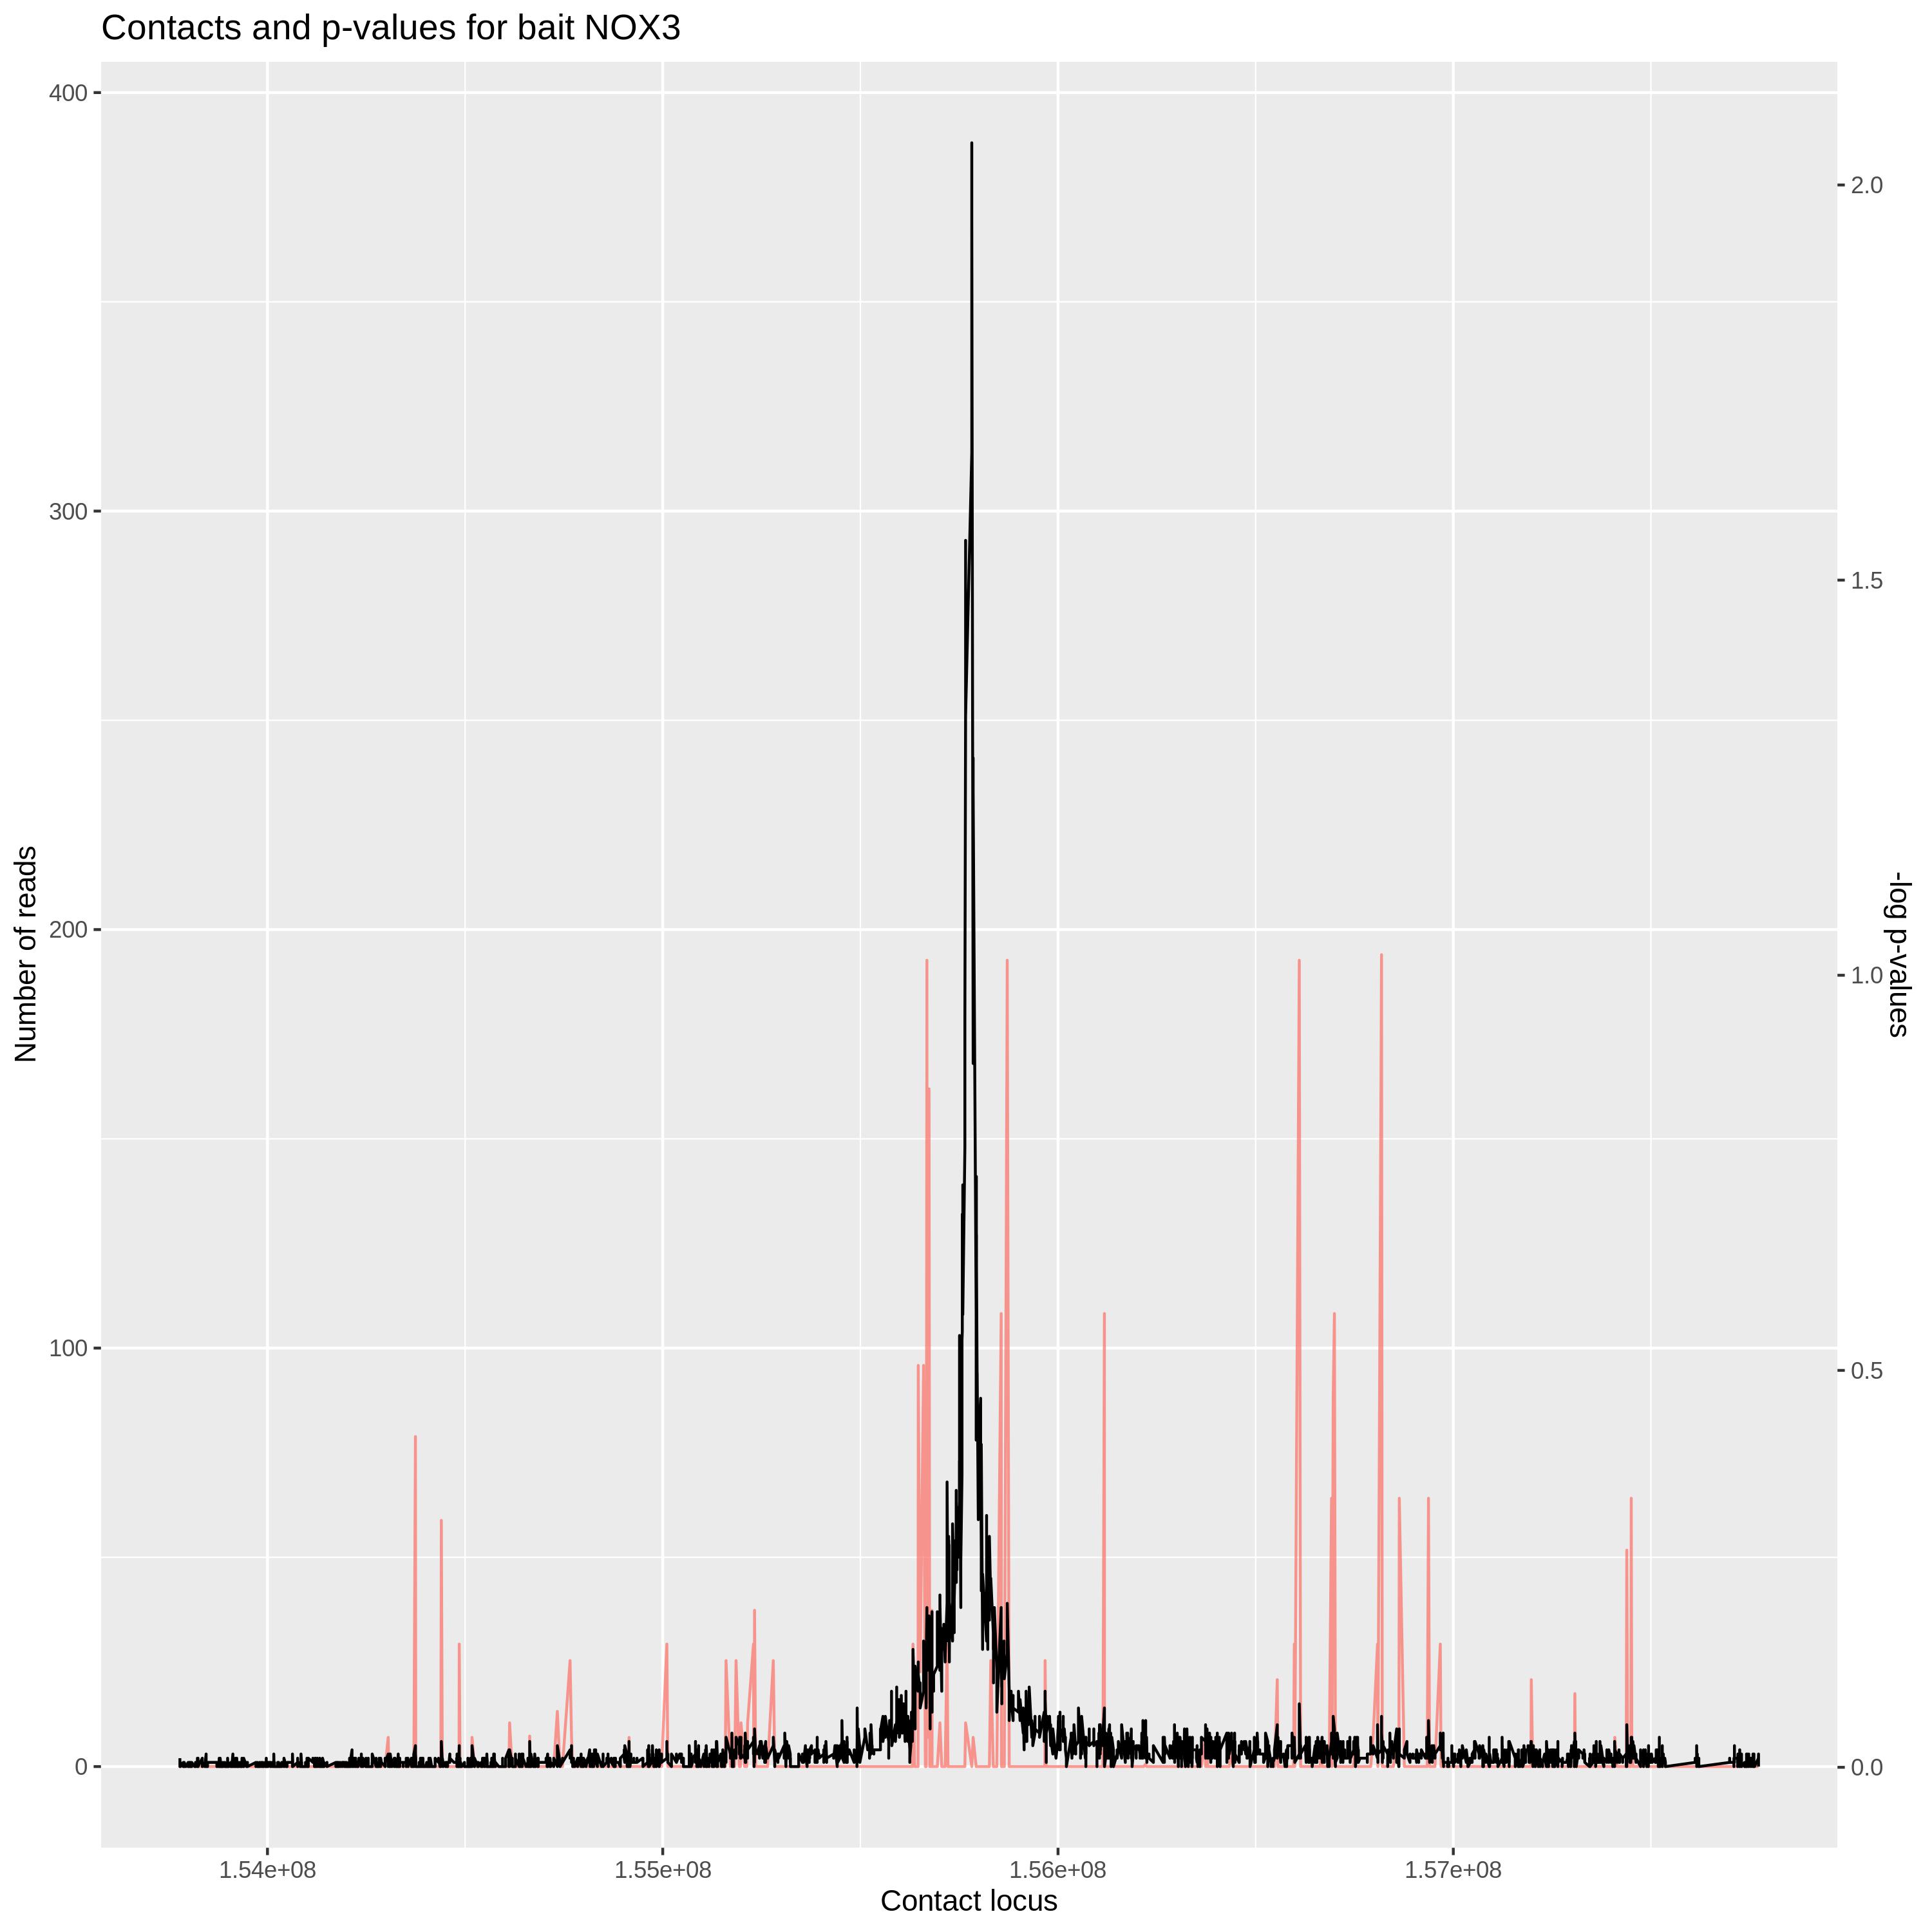 Contacts and p-values for bait NOX3
400
300
200
100
0
Number of reads
2.0
1.5
1.0
0.5
0.0
-log p-values
1.54e+08
1.55e+08
1.56e+08
1.57e+08
Contact locus